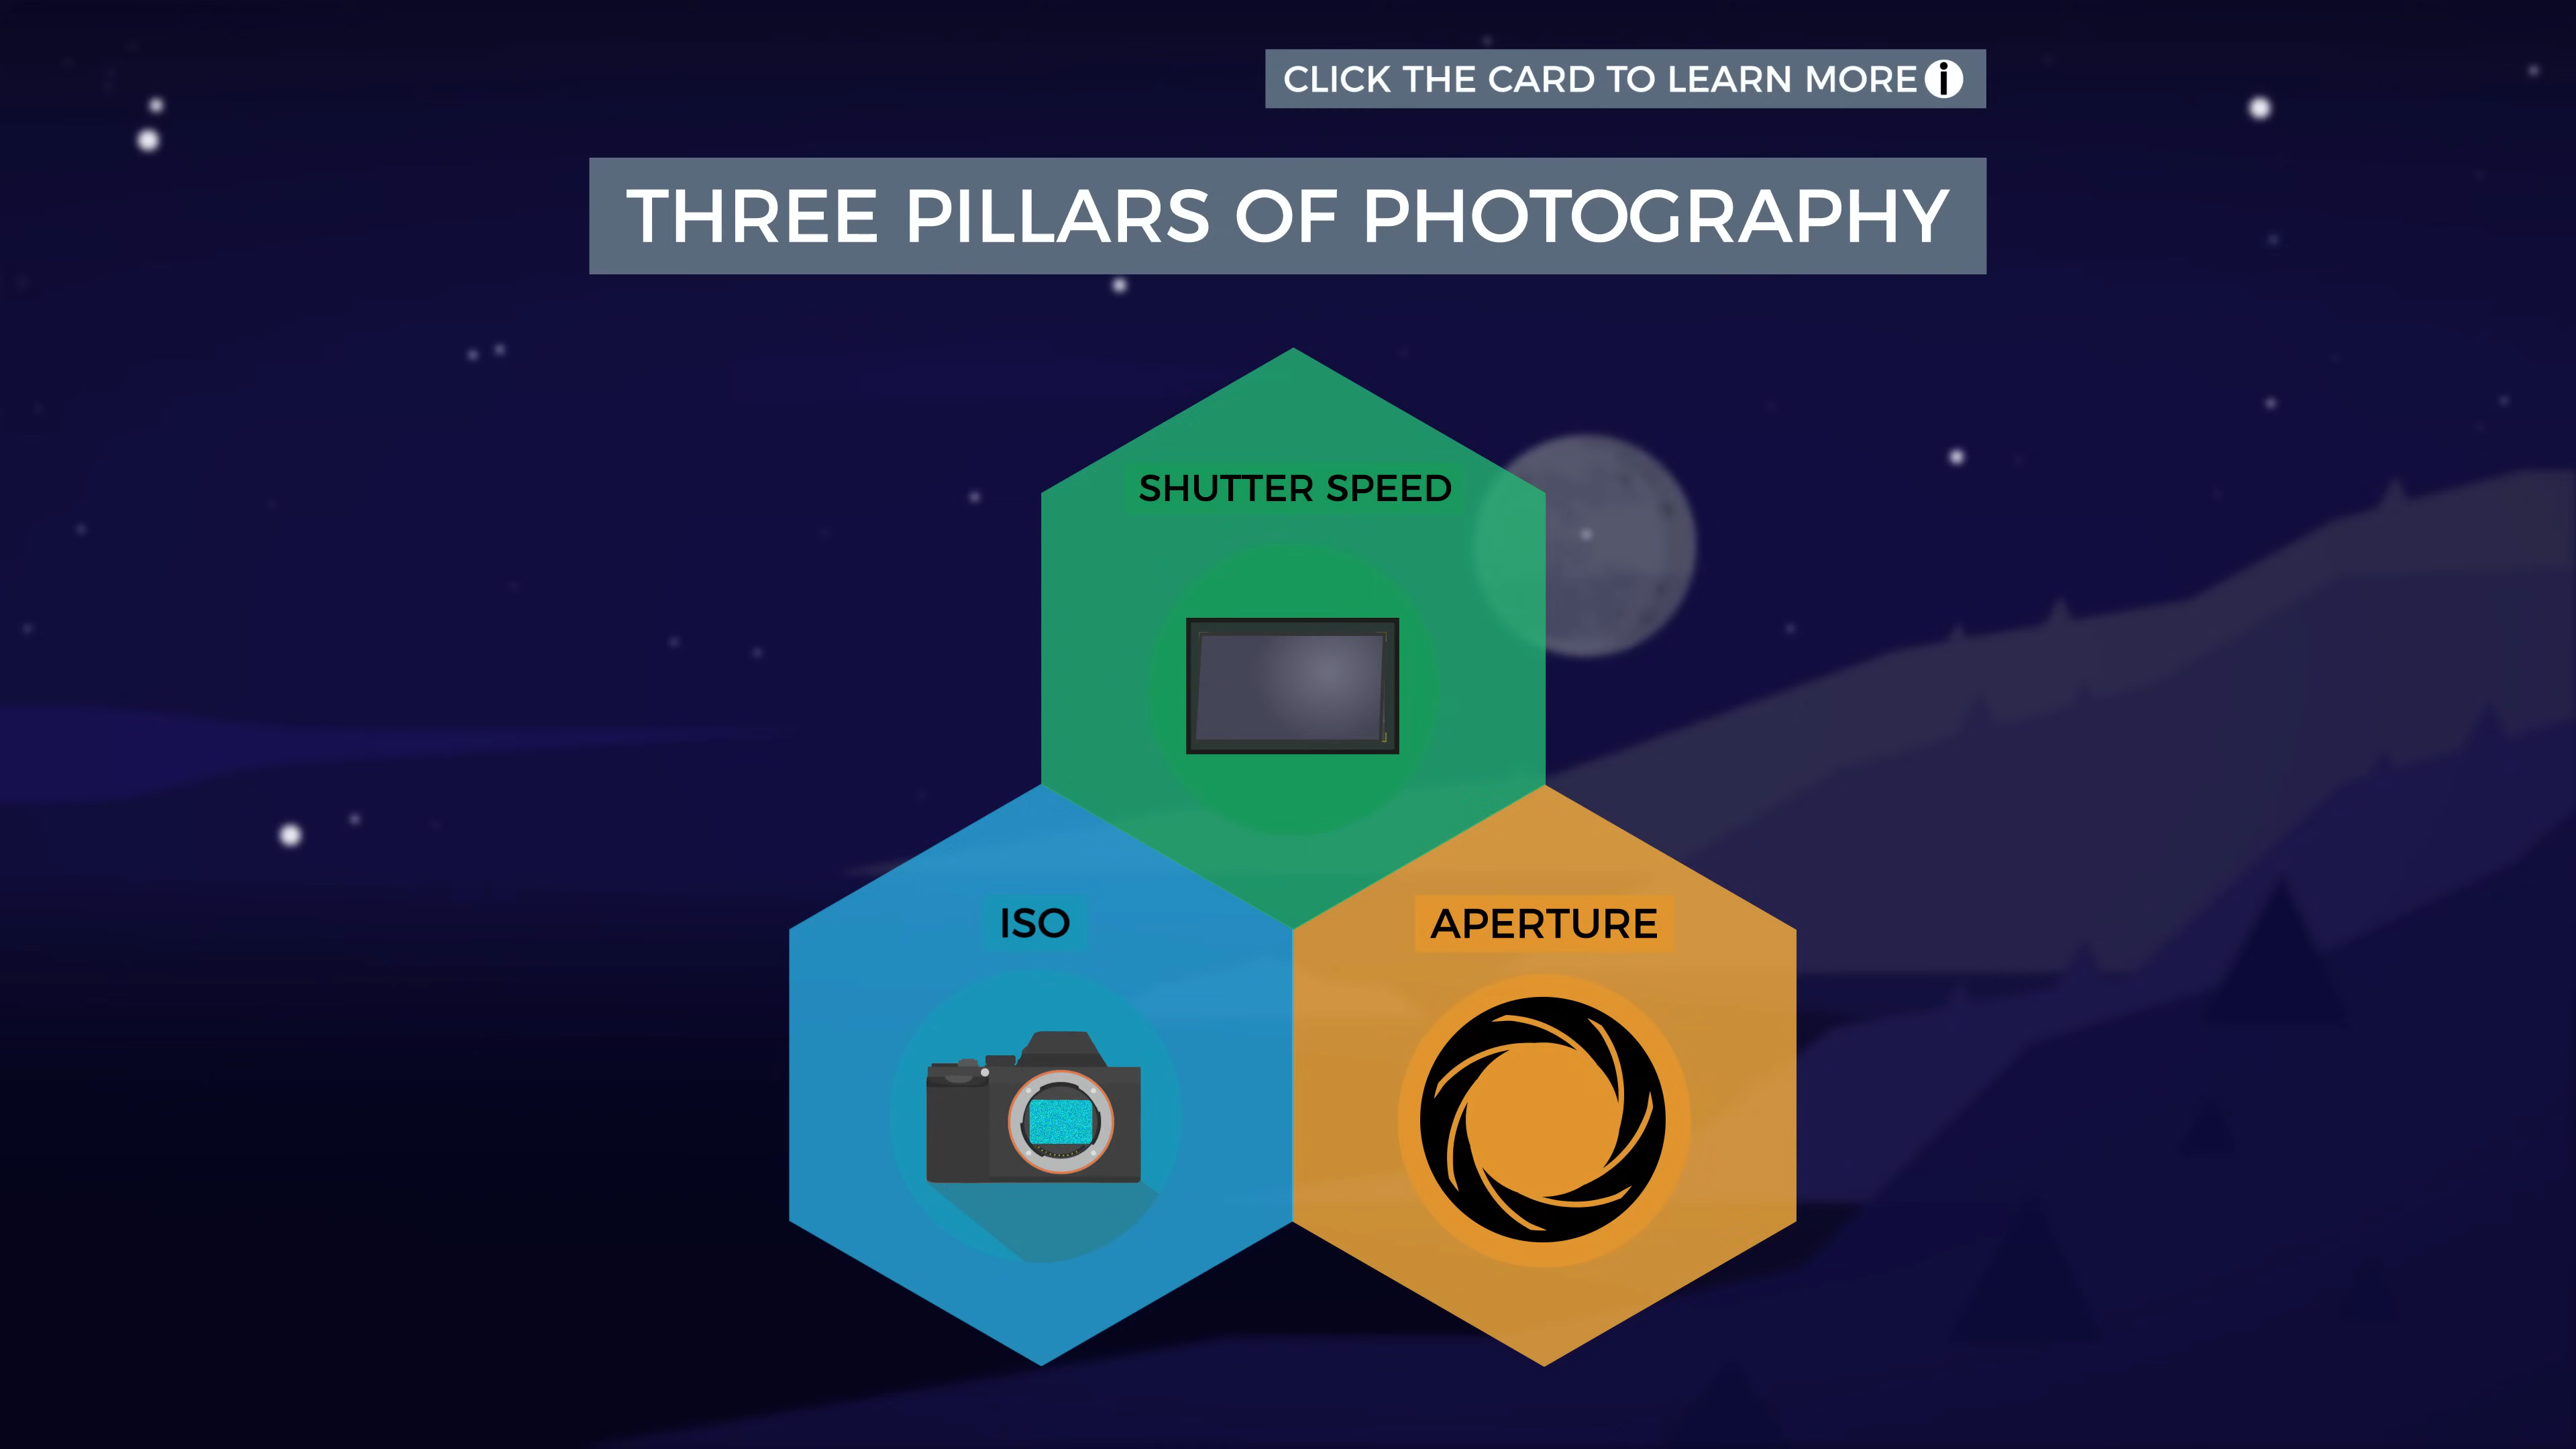 CLICK THE CARD TO LEARN MORE i
THREE PILLARS OF PHOTOGRAPHY
SHUTTER SPEED
ISO
APERTURE